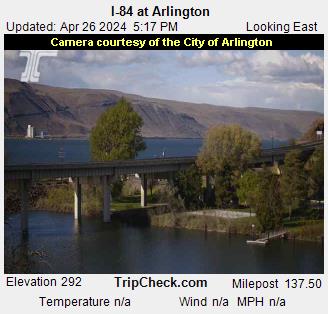 I-84 at Arlington
Updated: Apr 26 2024 5:17 PM Looking East
Camera courtesy of the City of Arlington
Elevation 292 TripCheck.com Milepost 137.50
Temperature n/a Wind n/a MPH n/a